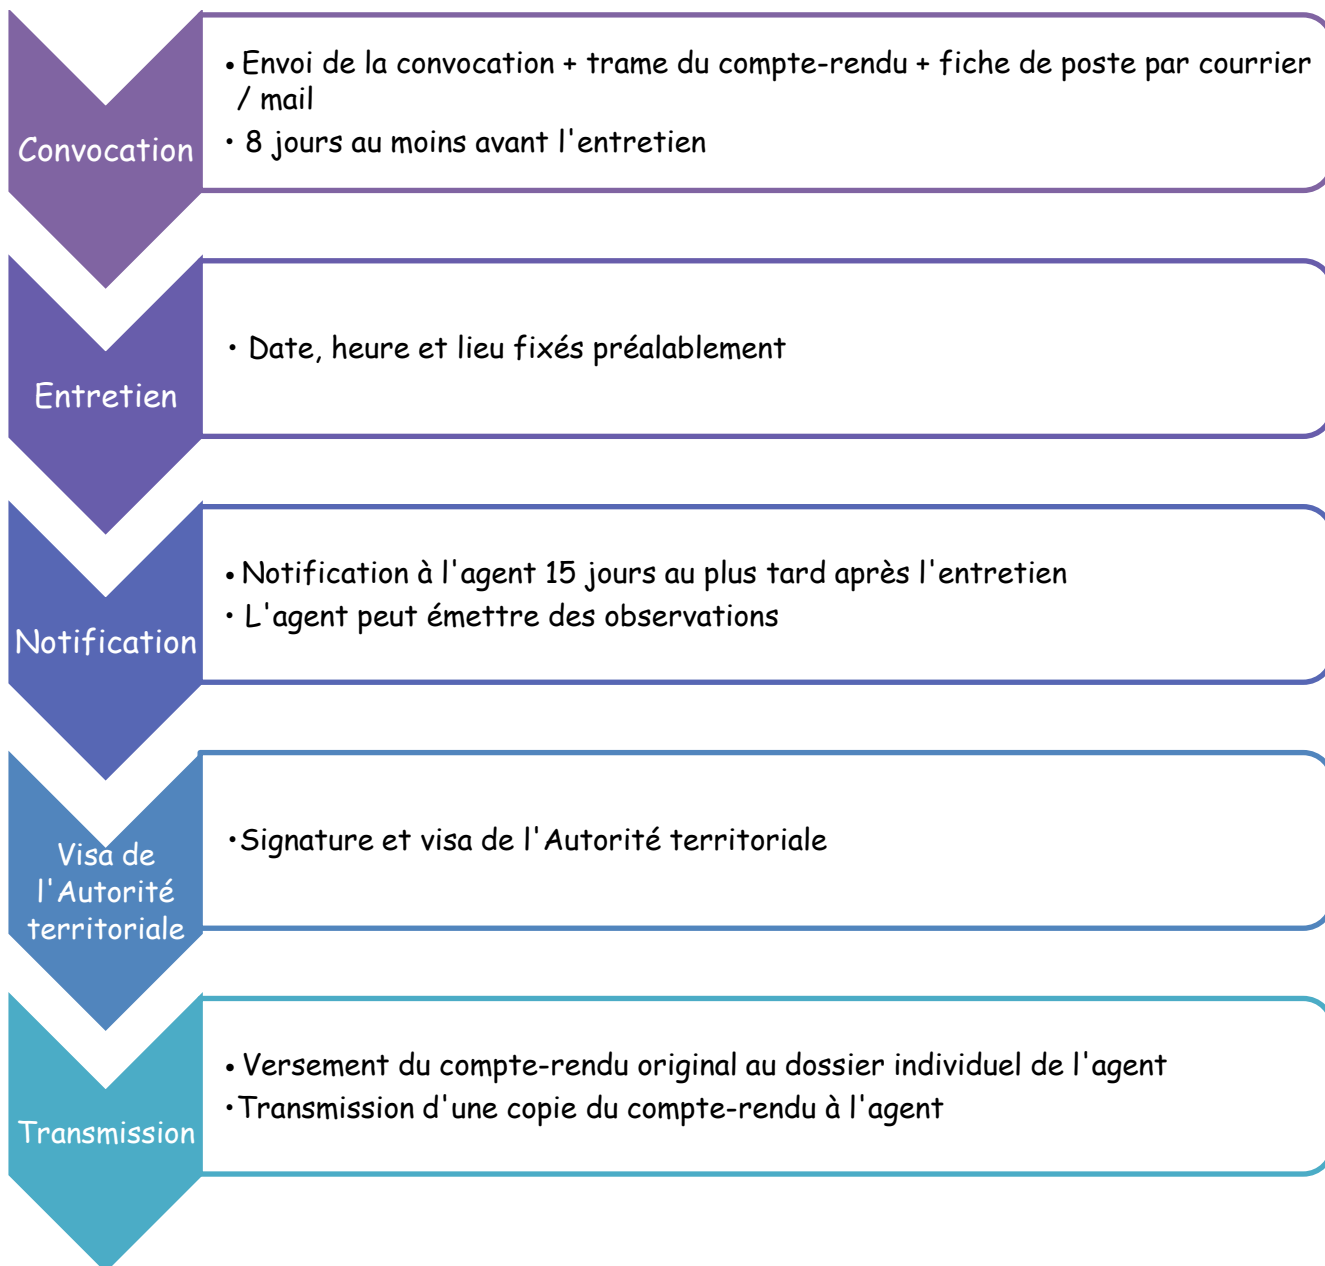 Convocation
• Envoi de la convocation + trame du compte-rendu + fiche de poste par courrier
/ mail
• 8 jours au moins avant l'entretien
Entretien
• Date, heure et lieu fixés préalablement
Notification
• Notification à l'agent 15 jours au plus tard après l'entretien
• L'agent peut émettre des observations
Visa de
l'Autorité
territoriale
• Signature et visa de l'Autorité territoriale
Transmission
• Versement du compte-rendu original au dossier individuel de l'agent
• Transmission d'une copie du compte-rendu à l'agent